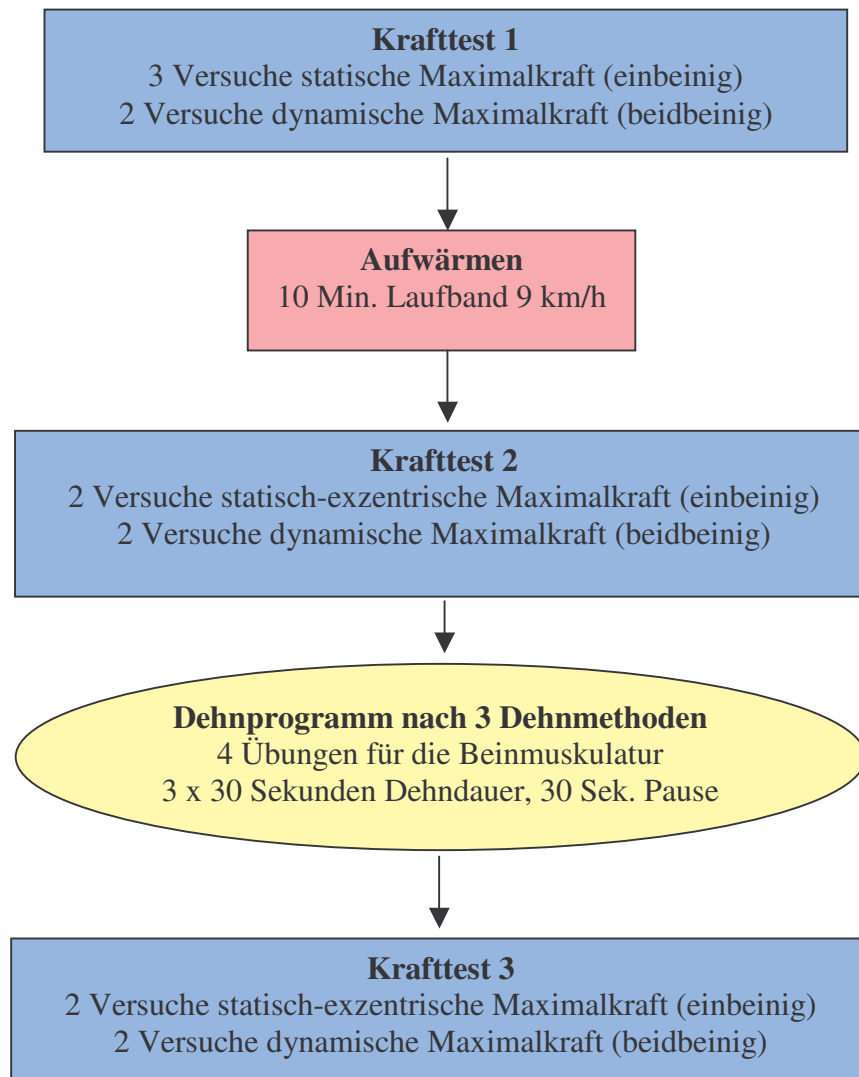 Krafttest 1
3 Versuche statische Maximalkraft (einbeinig)
2 Versuche dynamische Maximalkraft (beidbeinig)
Aufwärmen
10 Min. Laufband 9 km/h
Krafttest 2
2 Versuche statisch-exzentrische Maximalkraft (einbeinig)
2 Versuche dynamische Maximalkraft (beidbeinig)
Dehnprogramm nach 3 Dehnmethoden
4 Übungen für die Beinmuskulatur
3 x 30 Sekunden Dehndauer, 30 Sek. Pause
Krafttest 3
2 Versuche statisch-exzentrische Maximalkraft (einbeinig)
2 Versuche dynamische Maximalkraft (beidbeinig)